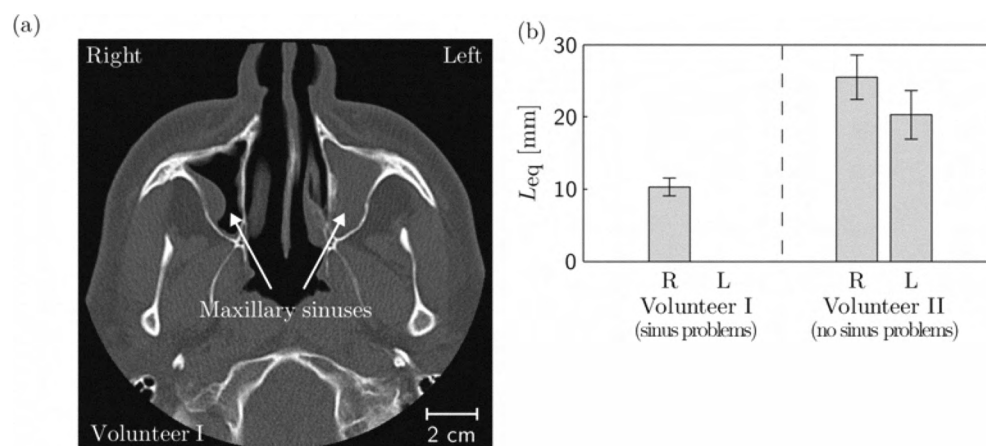 (a)
Right
Left
Maxillary sinuses
Volunteer I
2 cm
(b)
Leq [mm]
30
20
10
0
R L R L
Volunteer I Volunteer II
(sinus problems) (no sinus problems)